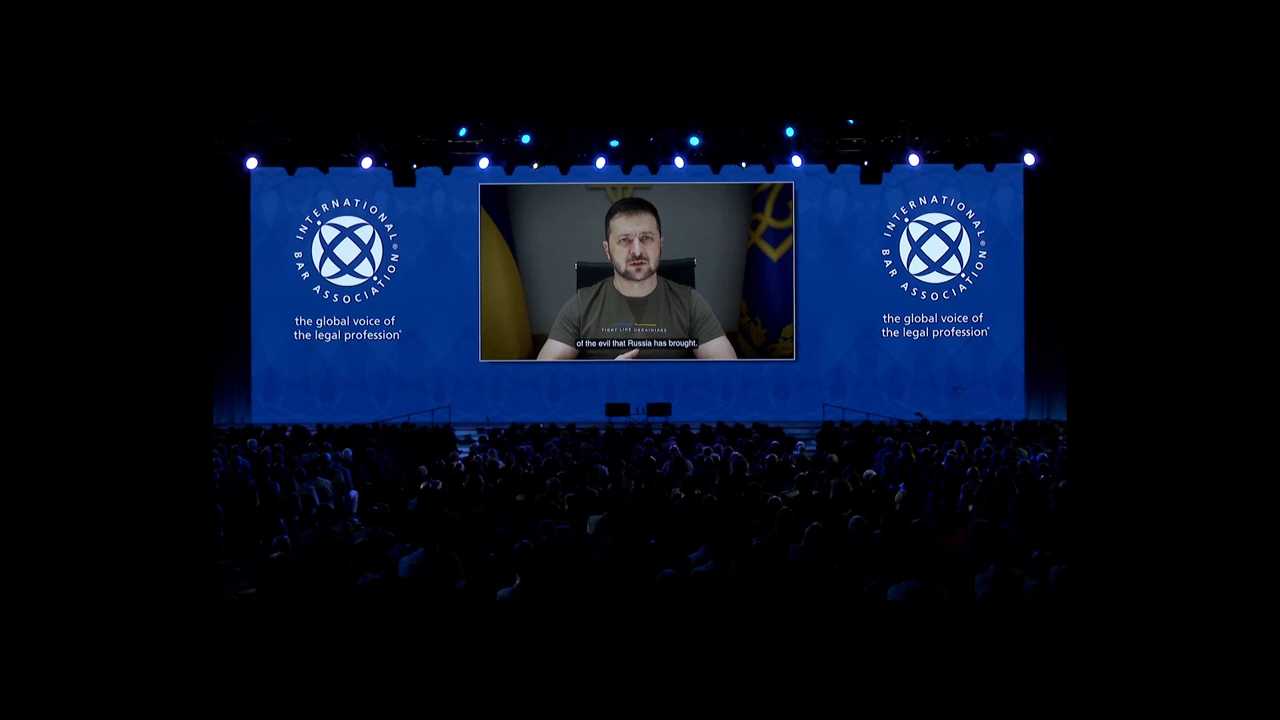 INTERNATIONAL BAR ASSOCIATION®
the global voice of
the legal profession®
FIGHT LIKE UKRAINIANS
of the evil that Russia has brought.
INTERNATIONAL BAR ASSOCIATION®
the global voice of
the legal profession®